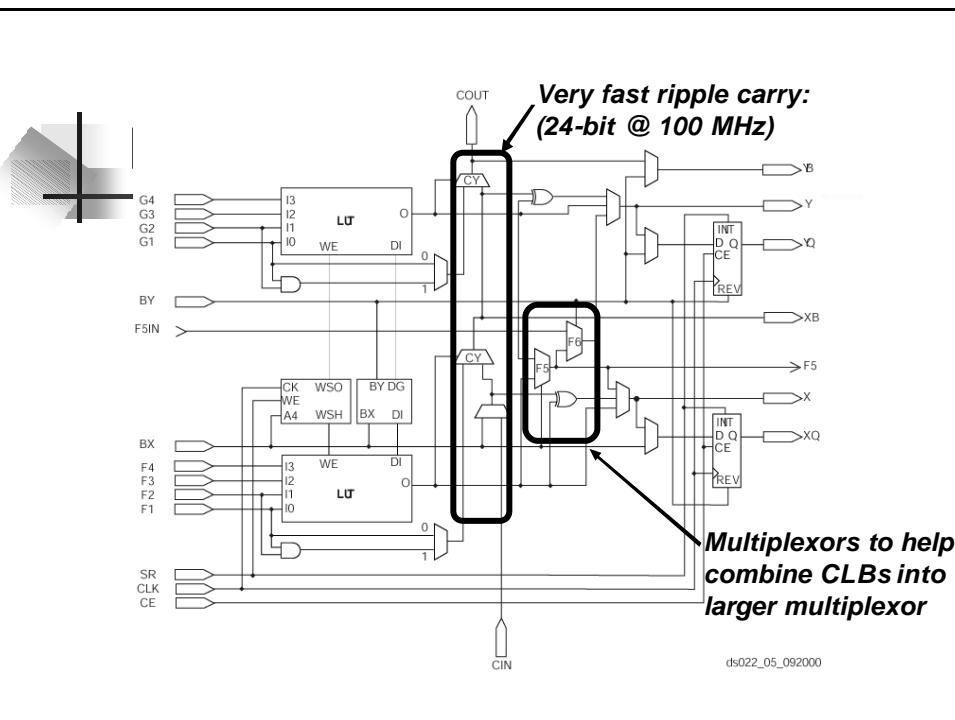 COUT
Very fast ripple carry:
(24-bit @ 100 MHz)
CY
YB
G4
G3
G2
G1
I3
I2
I1
I0
LUT
O
WE
DI
0
1
Y
INT
D Q
CE
REV
YQ
BY
F5IN
XB
F6
F5
F5
CY
CK WSO
WE
A4 WSH
BY DG
BX DI
X
INT
D Q
CE
REV
XQ
BX
F4
F3
F2
F1
WE
DI
I3
I2
I1
I0
LUT
O
0
1
Multiplexors to help
combine CLBs into
larger multiplexor
SR
CLK
CE
CIN
ds022_05_092000